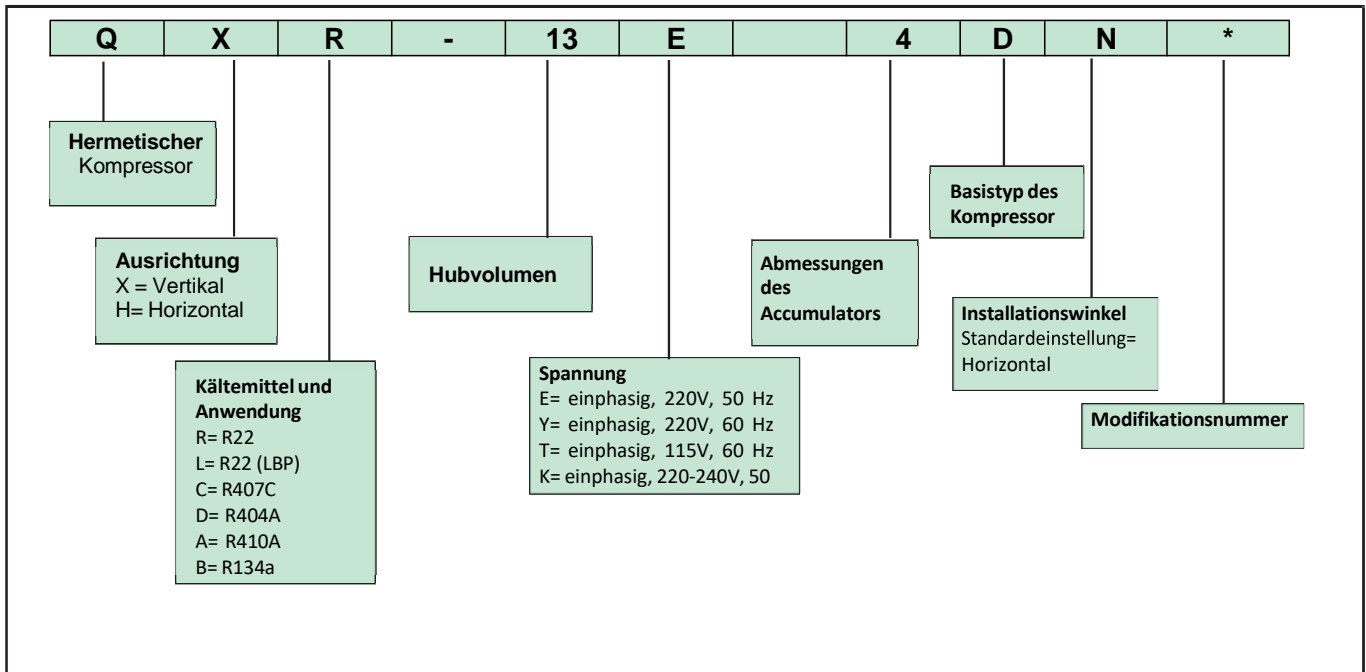 Q X R - 13 E 4 D N *
Hermetischer
Kompressor
Ausrichtung
X = Vertikal
H= Horizontal
Kältemittel und
Anwendung
R= R22
L= R22 (LBP)
C= R407C
D= R404A
A= R410A
B= R134a
Hubvolumen
Spannung
E= einphasig, 220V, 50 Hz
Y= einphasig, 220V, 60 Hz
T= einphasig, 115V, 60 Hz
K= einphasig, 220-240V, 50
Abmessungen
des
Accumulators
Basistyp des
Kompressor
Installationswinkel
Standardeinstellung=
Horizontal
Modifikationsnummer